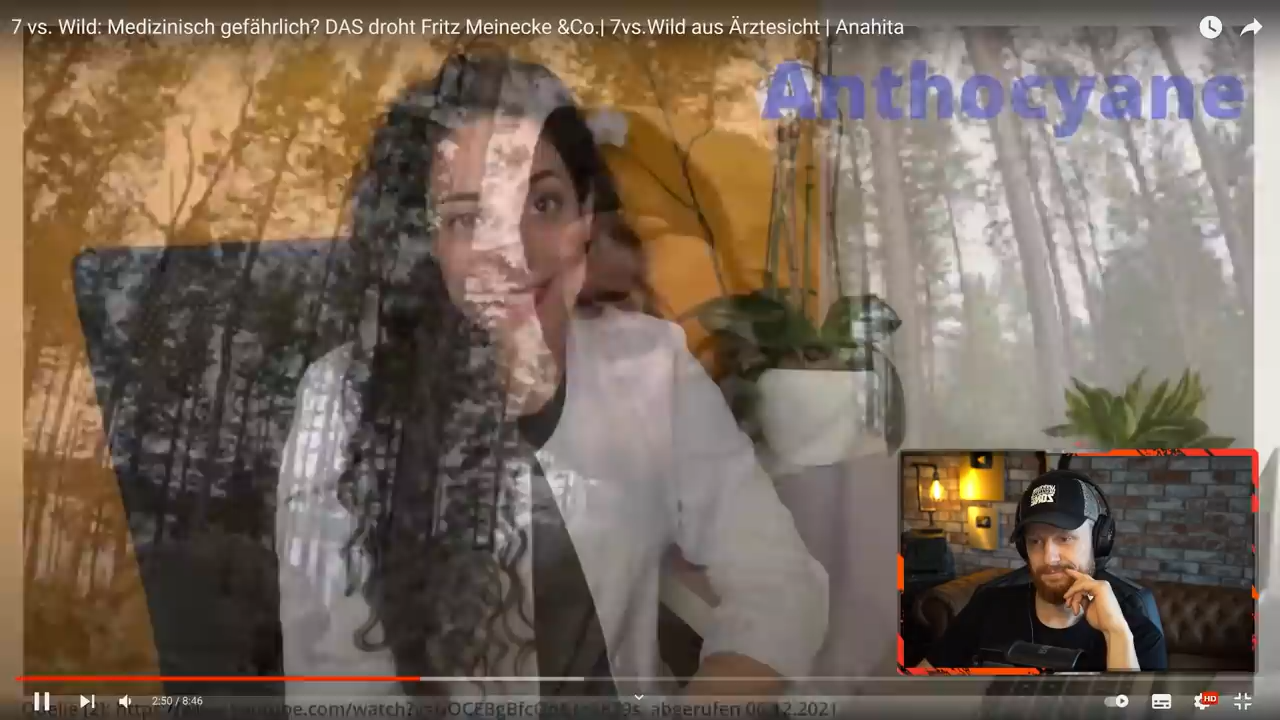 7 vs. Wild: Medizinisch gefährlich? DAS droht Fritz Meinecke &Co.| 7vs.Wild aus Ärztesicht | Anahita
Anthocyane
2:50 / 8:46
HD
abgerufen 06.12.2021